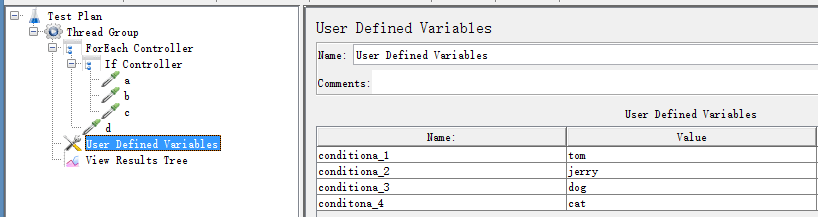 Test Plan
Thread Group
ForEach Controller
If Controller
a
b
c
d
User Defined Variables
View Results Tree
User Defined Variables
Name: User Defined Variables
Comments:
User Defined Variables
Name: Value
conditiona_1 tom
conditiona_2 jerry
conditiona_3 dog
conditona_4 cat